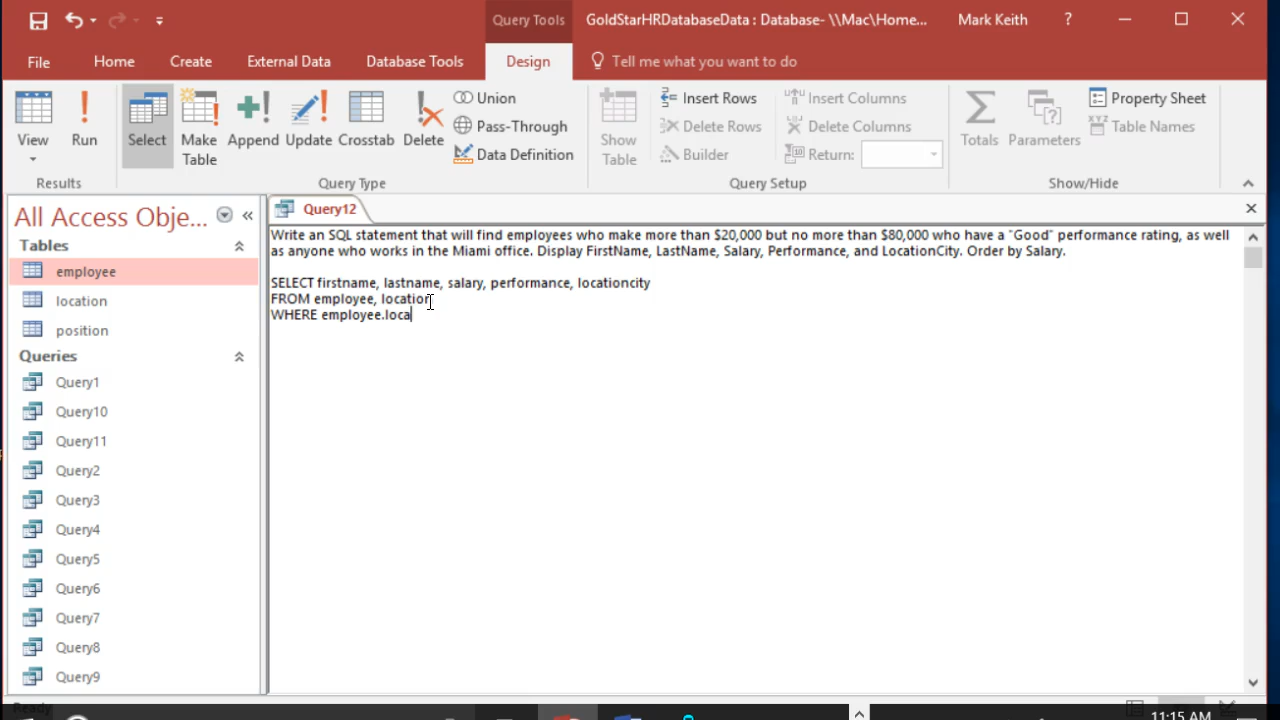 Query Tools
GoldStarHRDatabaseData : Database- \\Mac\Home...
Mark Keith
?
File
Home
Create
External Data
Database Tools
Design
Tell me what you want to do
View
Run
Select
Make
Table
Append
Update
Crosstab
Delete
Union
Pass-Through
Data Definition
Show
Table
Insert Rows
Delete Rows
Builder
Insert Columns
Delete Columns
Return:
Totals
Parameters
Property Sheet
Table Names
Results
Query Type
Query Setup
Show/Hide
All Access Obje...
Tables
employee
location
position
Queries
Query1
Query10
Query11
Query2
Query3
Query4
Query5
Query6
Query7
Query8
Query9
Query12
Write an SQL statement that will find employees who make more than $20,000 but no more than $80,000 who have a "Good" performance rating, as well
as anyone who works in the Miami office. Display FirstName, LastName, Salary, Performance, and LocationCity. Order by Salary.
SELECT firstname, lastname, salary, performance, locationcity
FROM employee, location
WHERE employee.loca
Ready
11:15 AM